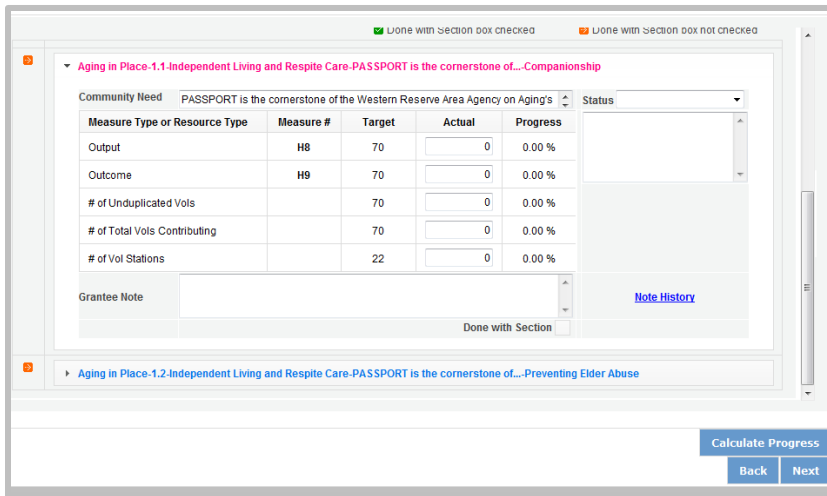 Done with Section box checked Done with Section box not checked
Aging in Place-1.1-Independent Living and Respite Care-PASSPORT is the cornerstone of...-Companionship
Community Need PASSPORT is the cornerstone of the Western Reserve Area Agency on Aging's Status
Measure Type or Resource Type Measure # Target Actual Progress
Output H8 70 0 0.00 %
Outcome H9 70 0 0.00 %
# of Unduplicated Vols 70 0 0.00 %
# of Total Vols Contributing 70 0 0.00 %
# of Vol Stations 22 0 0.00 %
Grantee Note Note History
Done with Section
Aging in Place-1.2-Independent Living and Respite Care-PASSPORT is the cornerstone of...-Preventing Elder Abuse
Calculate Progress
Back Next